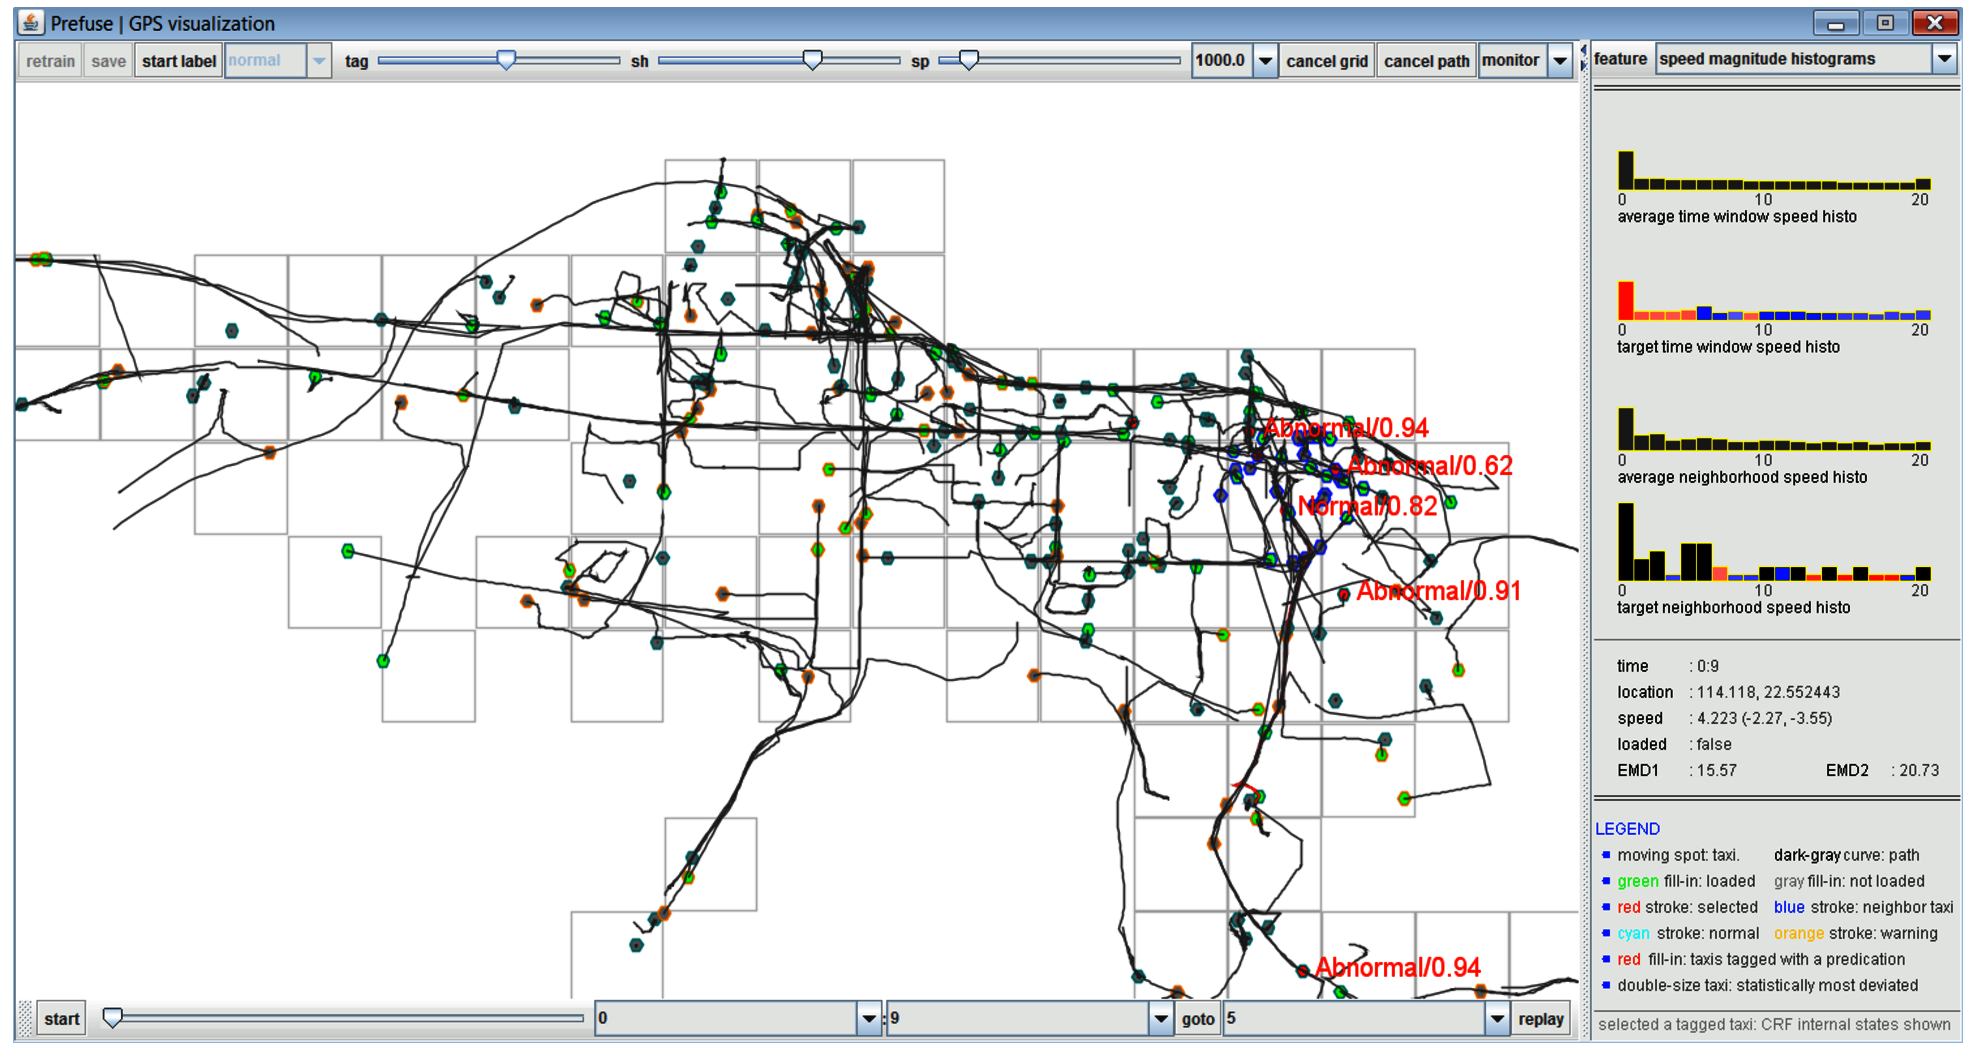 Prefuse | GPS visualization
retrain save start label normal tag sh sp 1000.0 cancel grid cancel path monitor
feature speed magnitude histograms
0 10 20
average time window speed histo
0 10 20
target time window speed histo
0 10 20
average neighborhood speed histo
0 10 20
target neighborhood speed histo
Abnormal/0.94
Abnormal/0.62
Normal/0.82
Abnormal/0.91
Abnormal/0.94
time : 0:9
location : 114.118, 22.552443
speed : 4.223 (-2.27, -3.55)
loaded : false
EMD1 : 15.57 EMD2 : 20.73
LEGEND
moving spot: taxi. dark-gray curve: path
green fill-in: loaded gray fill-in: not loaded
red stroke: selected blue stroke: neighbor taxi
cyan stroke: normal orange stroke: warning
red fill-in: taxis tagged with a predication
double-size taxi: statistically most deviated
selected a tagged taxi: CRF internal states shown
start 0 : 9 goto 5 replay